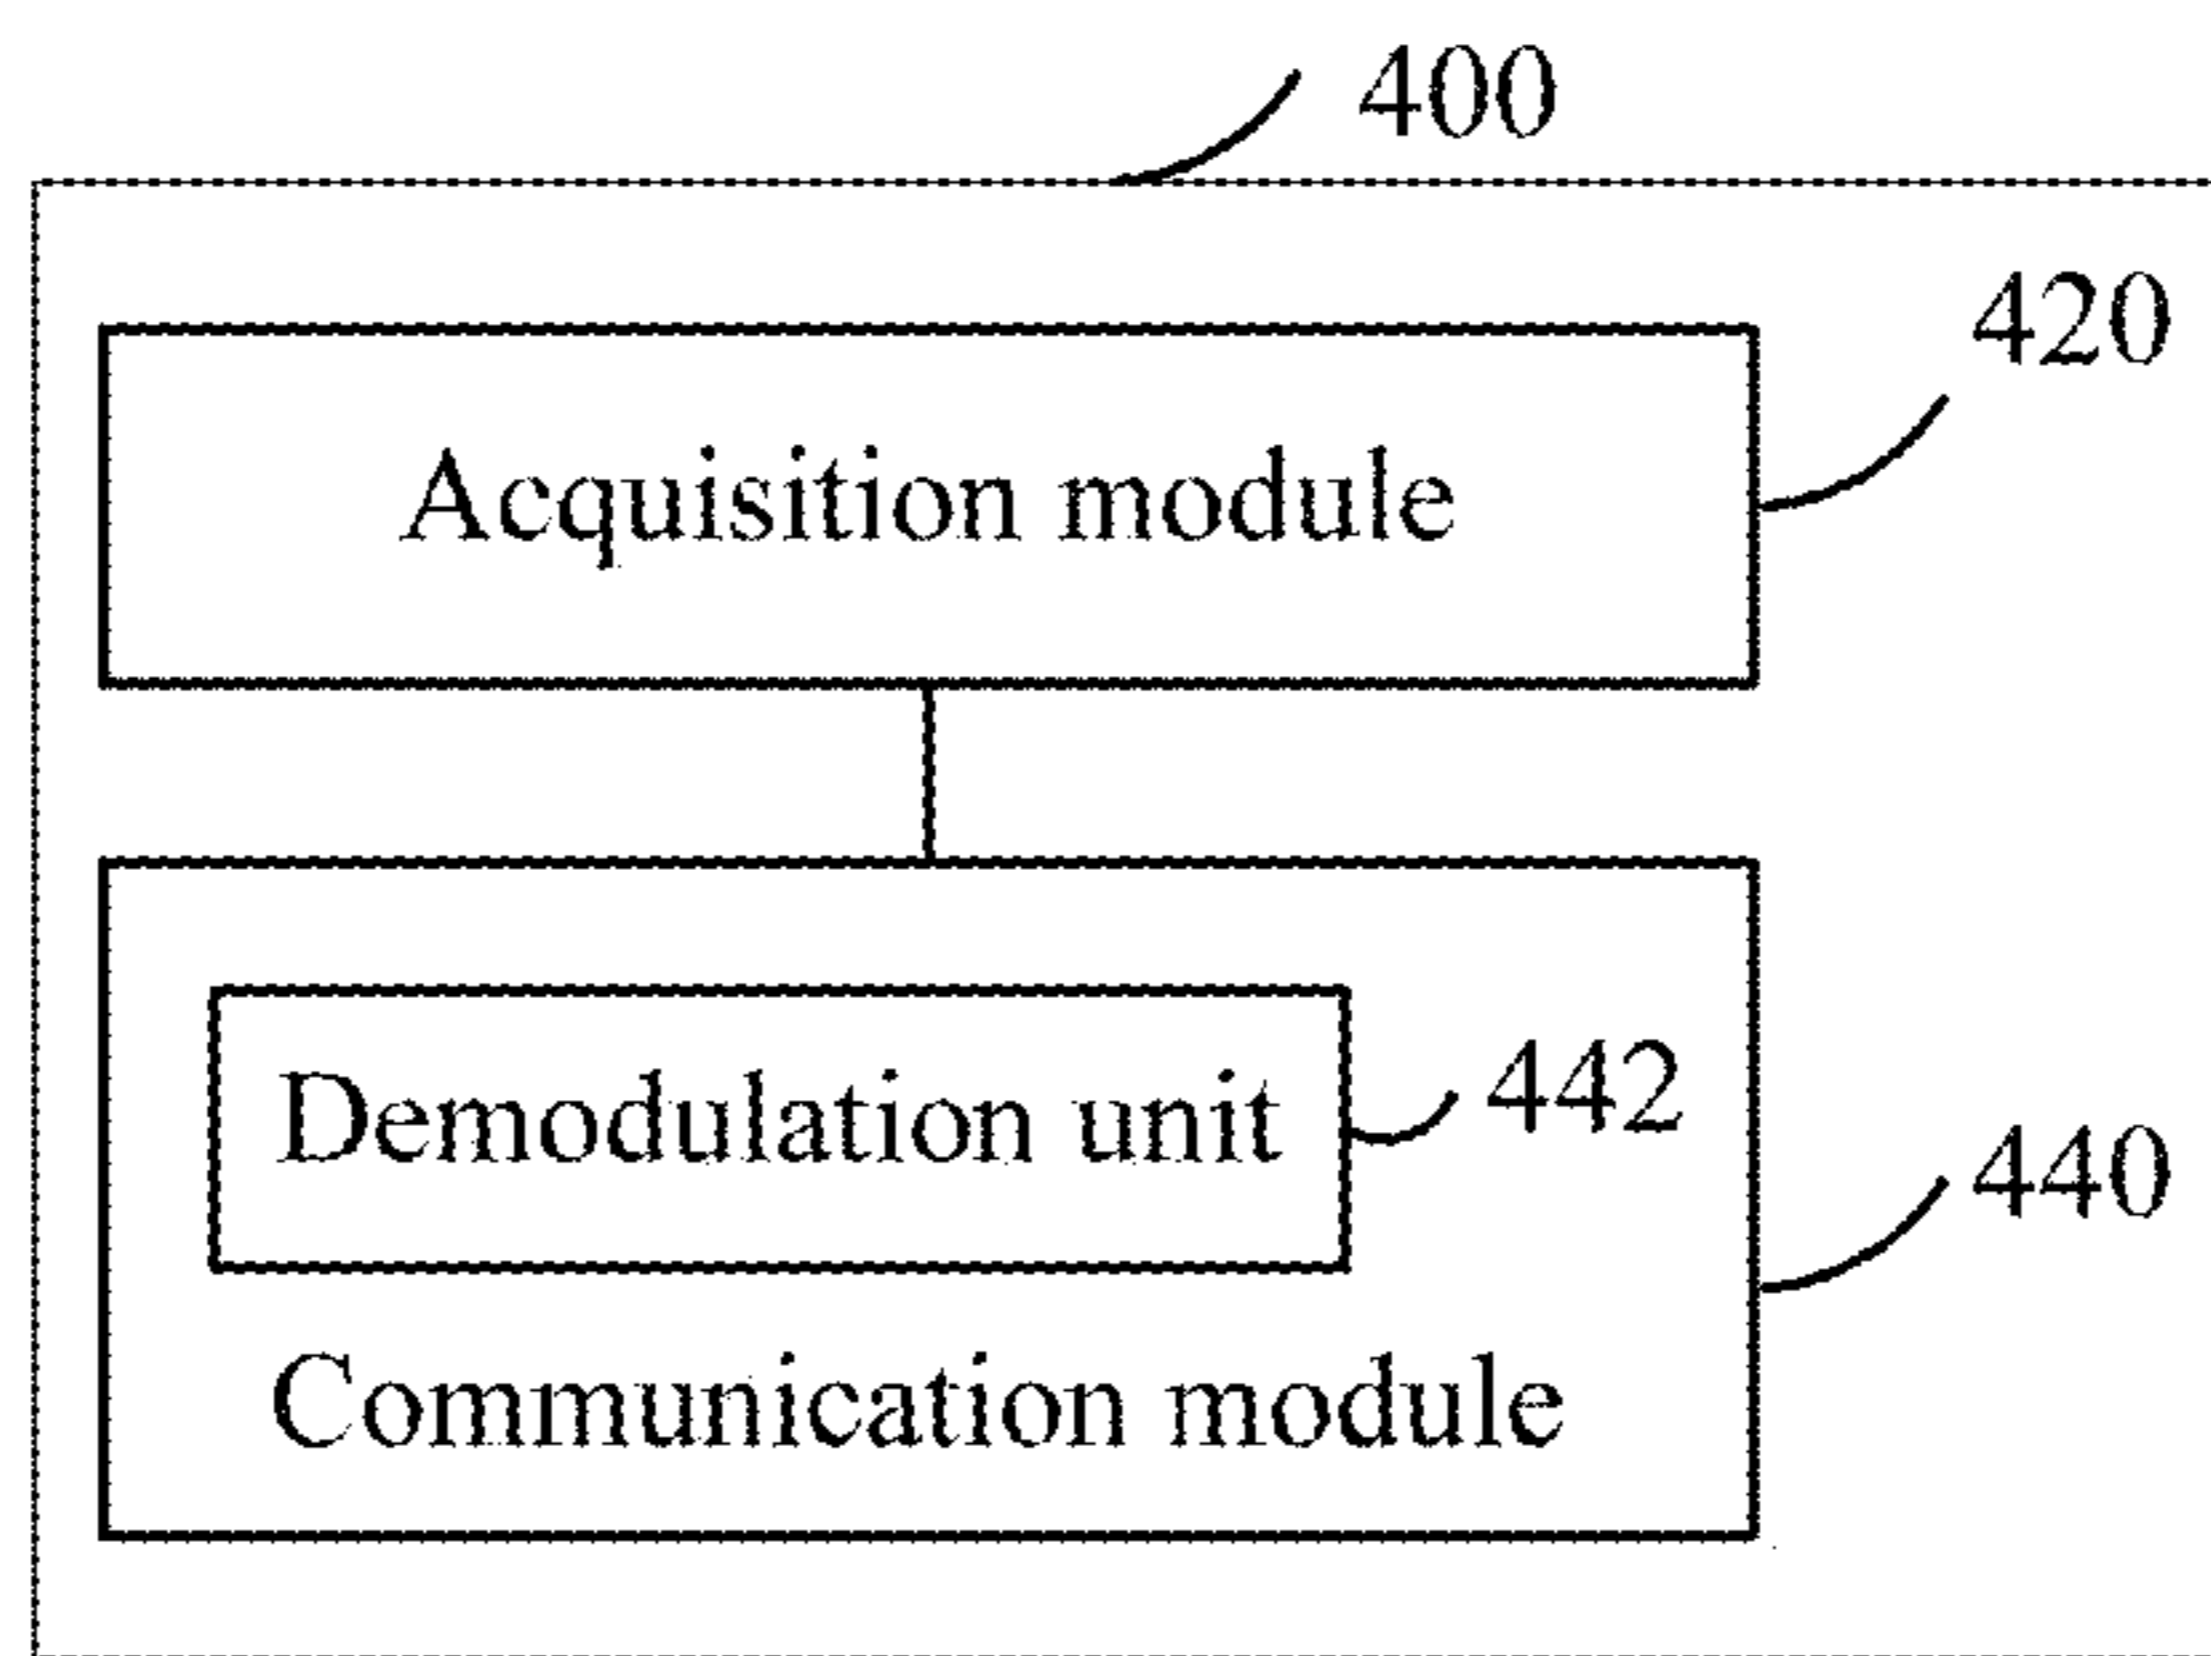 400
420
Acquisition module
Demodulation unit
442
440
Communication module